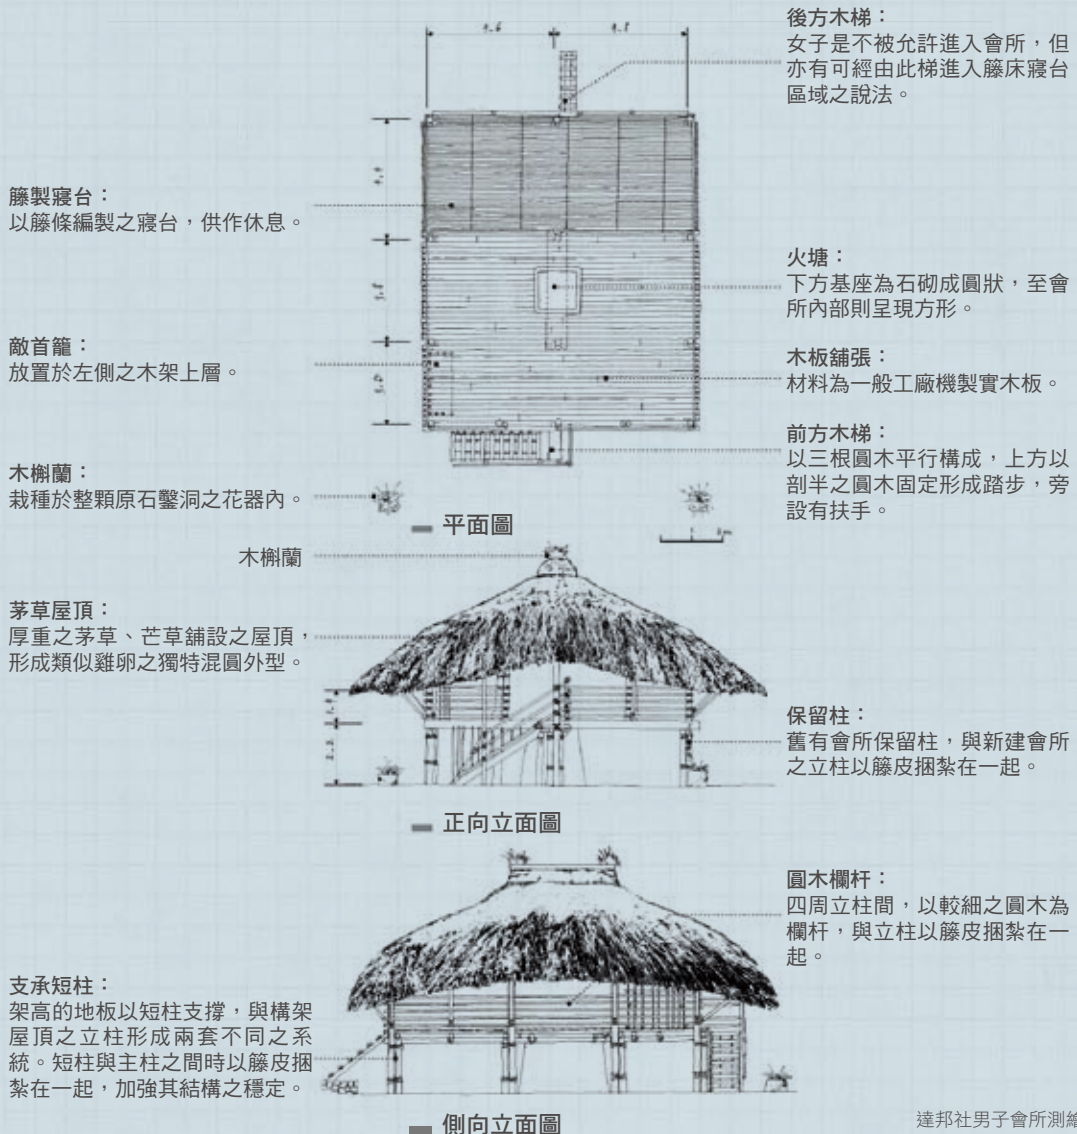 後方木梯：
女子是不被允許進入會所，但
亦有可經由此梯進入籐床寢台
區域之說法。
籐製寢台：
以籐條編製之寢台，供作休息。
火塘：
下方基座為石砌成圓狀，至會
所內部則呈現方形。
敵首籠：
放置於左側之木架上層。
木板舖張：
材料為一般工廠機製實木板。
前方木梯：
以三根圓木平行構成，上方以
剖半之圓木固定形成踏步，旁
設有扶手。
木槲蘭：
栽種於整顆原石鑿洞之花器內。
平面圖
木槲蘭
茅草屋頂：
厚重之茅草、芒草舖設之屋頂，
形成類似雞卵之獨特混圓外型。
保留柱：
舊有會所保留柱，與新建會所
之立柱以籐皮捆紮在一起。
正向立面圖
圓木欄杆：
四周立柱間，以較細之圓木為
欄杆，與立柱以籐皮捆紮在一
起。
支承短柱：
架高的地板以短柱支撐，與構架
屋頂之立柱形成兩套不同之系
統。短柱與主柱之間時以籐皮捆
紮在一起，加強其結構之穩定。
側向立面圖
達邦社男子會所測繪